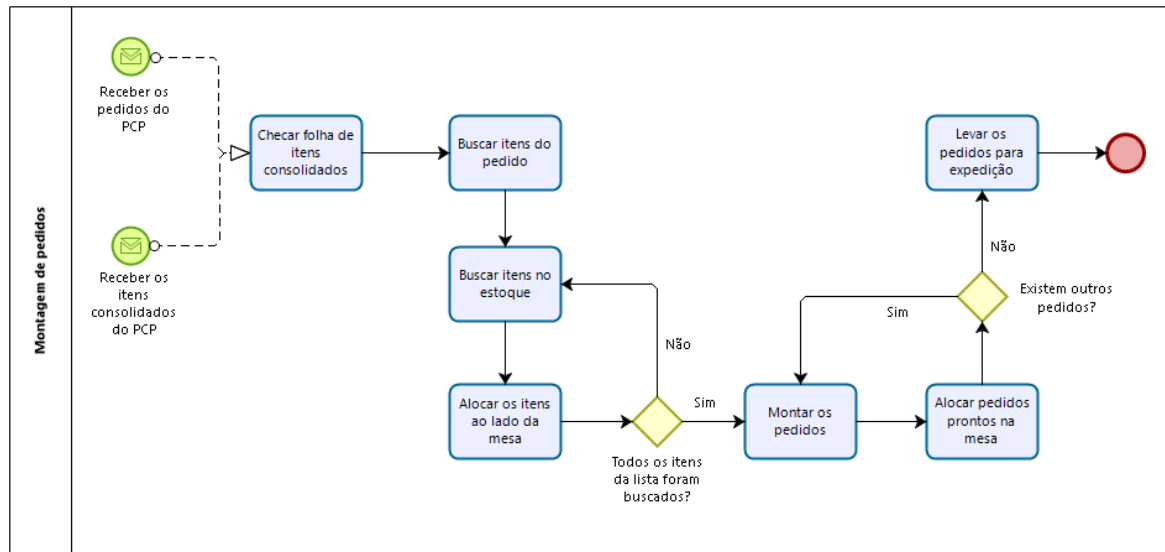 Montagem de pedidos
Receber os
pedidos do
PCP
Receber os
itens
consolidados
do PCP
Checar folha de
itens
consolidados
Buscar itens do
pedido
Buscar itens no
estoque
Alocar os itens
ao lado da
mesa
Não
Sim
Todos os itens
da lista foram
buscados?
Montar os
pedidos
Alocar pedidos
prontos na
mesa
Sim
Existem outros
pedidos?
Não
Levar os
pedidos para
expedição